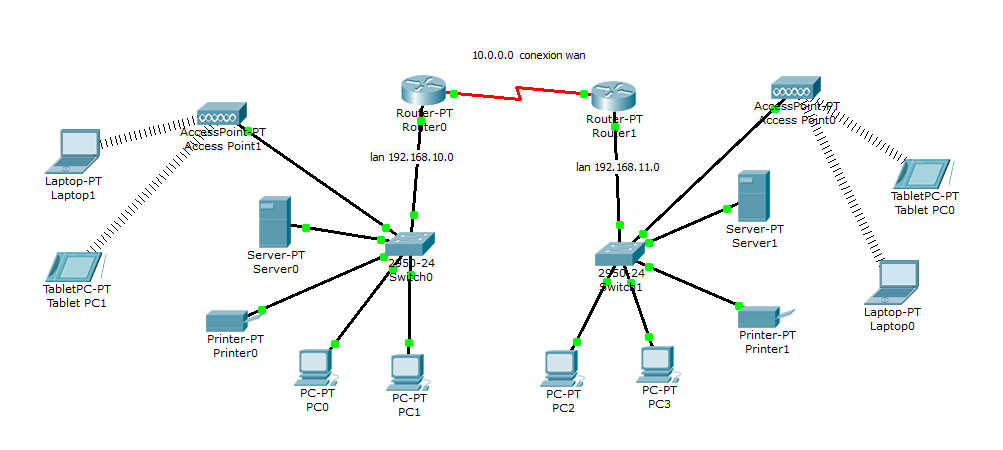 10.0.0.0 conexion wan
Router-PT
Router0
Router-PT
Router1
AccessPoint-PT
Access Point0
AccessPoint-PT
Access Point1
lan 192.168.10.0
lan 192.168.11.0
Laptop-PT
Laptop1
TabletPC-PT
Tablet PC0
Server-PT
Server0
Server-PT
Server1
2950-24
Switch0
2950-24
Switch1
TabletPC-PT
Tablet PC1
Laptop-PT
Laptop0
Printer-PT
Printer0
Printer-PT
Printer1
PC-PT
PC0
PC-PT
PC1
PC-PT
PC2
PC-PT
PC3